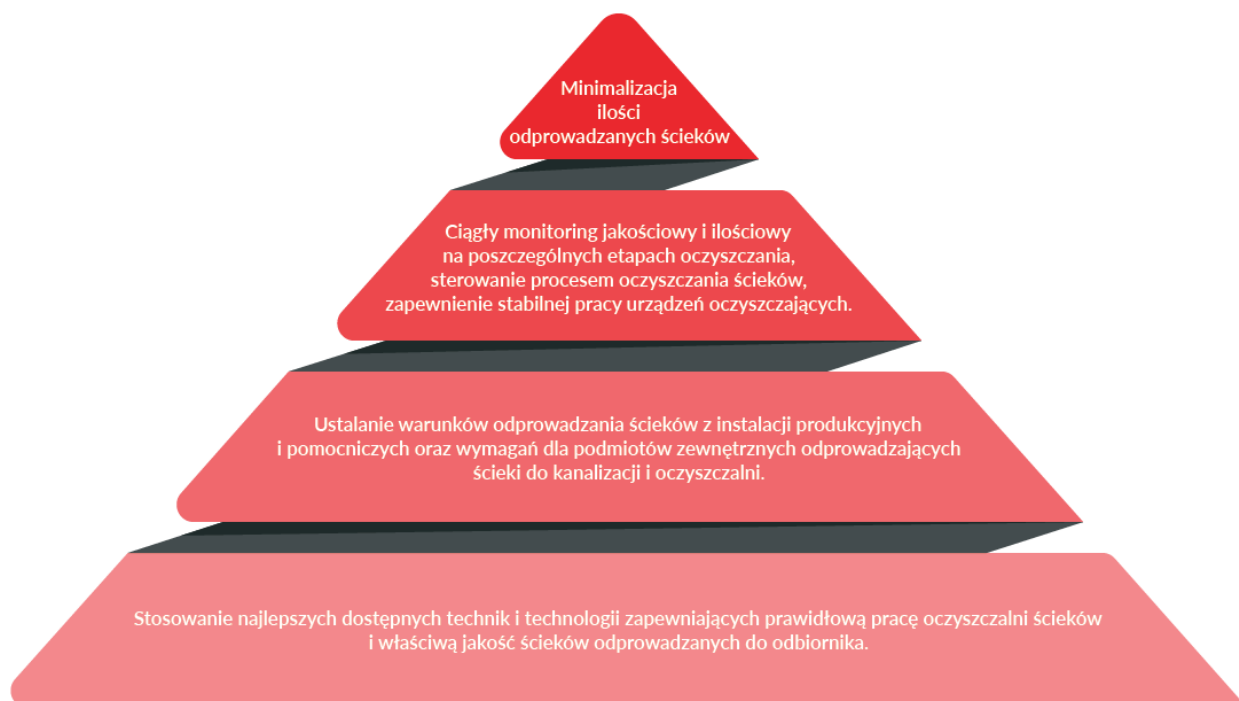 Minimalizacja
ilości
odprowadzanych ścieków
Ciągły monitoring jakościowy i ilościowy
na poszczególnych etapach oczyszczania,
sterowanie procesem oczyszczania ścieków,
zapewnienie stabilnej pracy urządzeń oczyszczających.
Ustalanie warunków odprowadzania ścieków z instalacji produkcyjnych
i pomocniczych oraz wymagań dla podmiotów zewnętrznych odprowadzających
ścieki do kanalizacji i oczyszczalni.
Stosowanie najlepszych dostępnych technik i technologii zapewniających prawidłową pracę oczyszczalni ścieków
i właściwą jakość ścieków odprowadzanych do odbiornika.